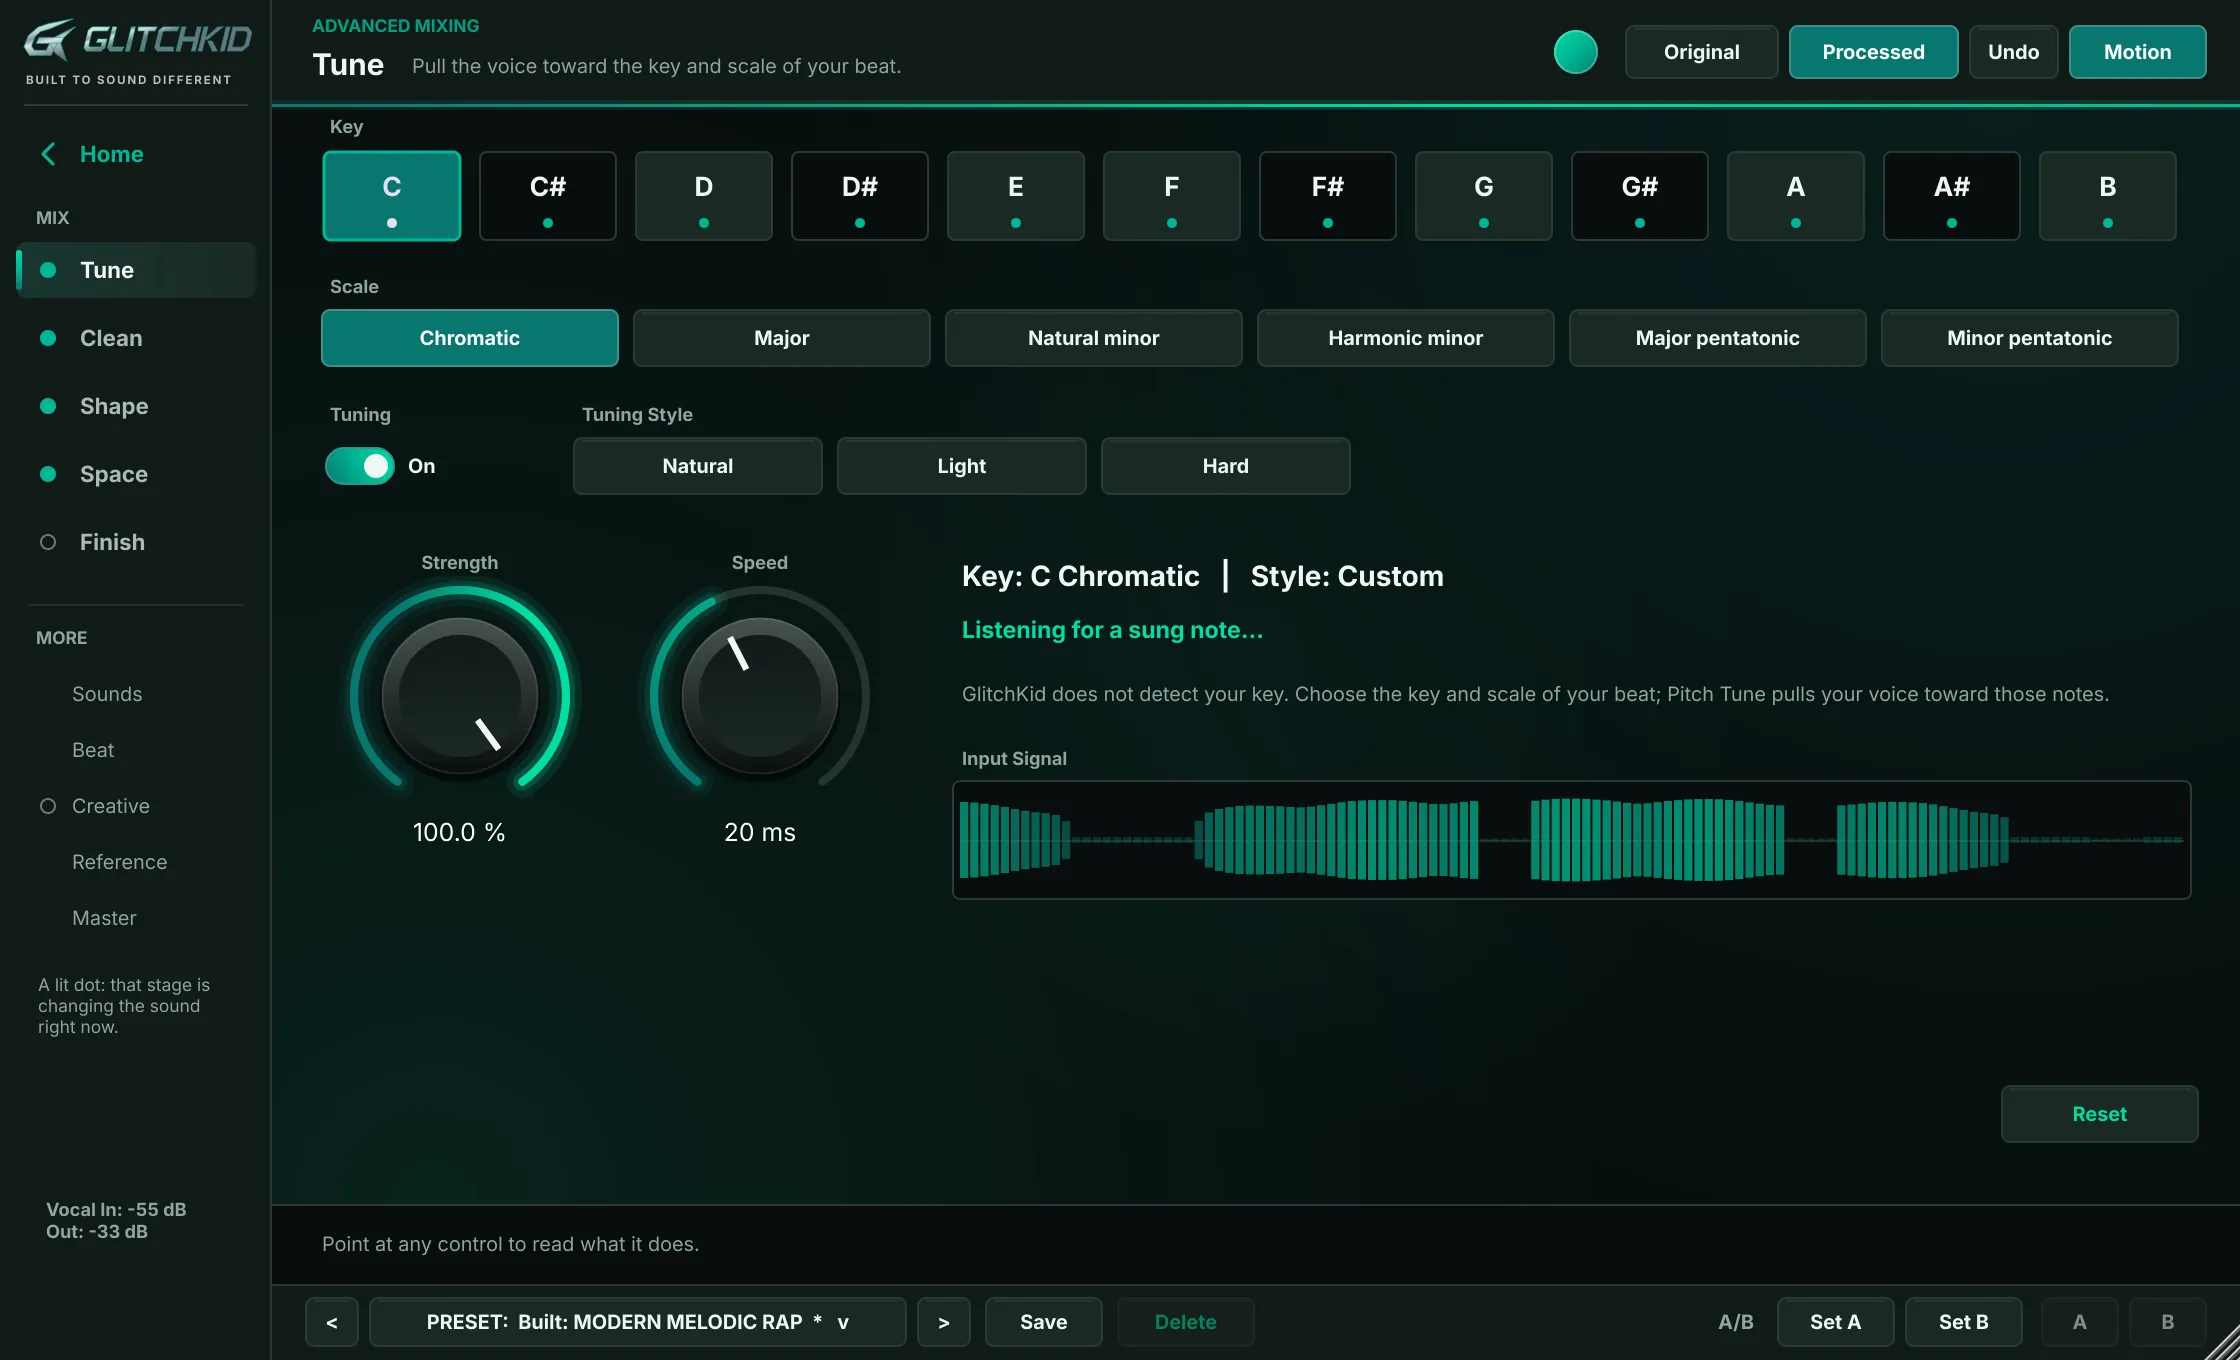 GLITCHKID
BUILT TO SOUND DIFFERENT
Home
MIX
Tune
Clean
Shape
Space
Finish
MORE
Sounds
Beat
Creative
Reference
Master
A lit dot: that stage is
changing the sound
right now.
Vocal In: -55 dB
Out: -33 dB
ADVANCED MIXING
Tune Pull the voice toward the key and scale of your beat.
Original Processed Undo Motion
Key
C C# D D# E F F# G G# A A# B
Scale
Chromatic Major Natural minor Harmonic minor Major pentatonic Minor pentatonic
Tuning Tuning Style
On Natural Light Hard
Strength Speed
100.0 % 20 ms
Key: C Chromatic | Style: Custom
Listening for a sung note...
GlitchKid does not detect your key. Choose the key and scale of your beat; Pitch Tune pulls your voice toward those notes.
Input Signal
Reset
Point at any control to read what it does.
< PRESET: Built: MODERN MELODIC RAP * v > Save Delete A/B Set A Set B A B